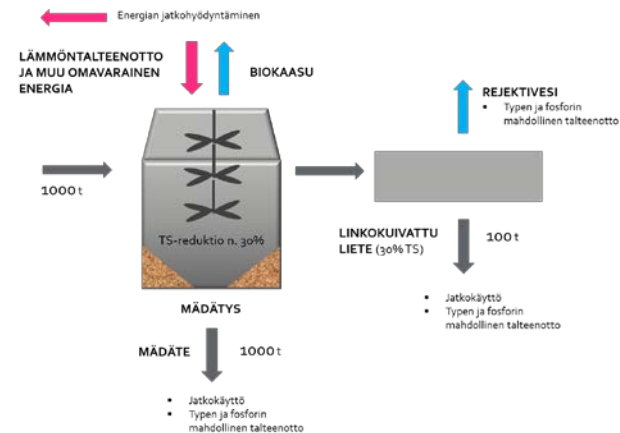 Energian jatkohyödyntäminen
LÄMMÖNTALTEENOTTO
JA MUU OMAVARAINEN
ENERGIA
BIOKAASU
REJEKTIVESI
▪ Typen ja fosforin
mahdollinen talteenotto
1000 t
TS-reduktio n. 30%
LINKOKUIVATTU
LIETE (30% TS)
100 t
▪ Jatkokäyttö
▪ Typen ja fosforin
mahdollinen talteenotto
MÄDÄTYS
MÄDÄTE
1000 t
▪ Jatkokäyttö
▪ Typen ja fosforin
mahdollinen talteenotto